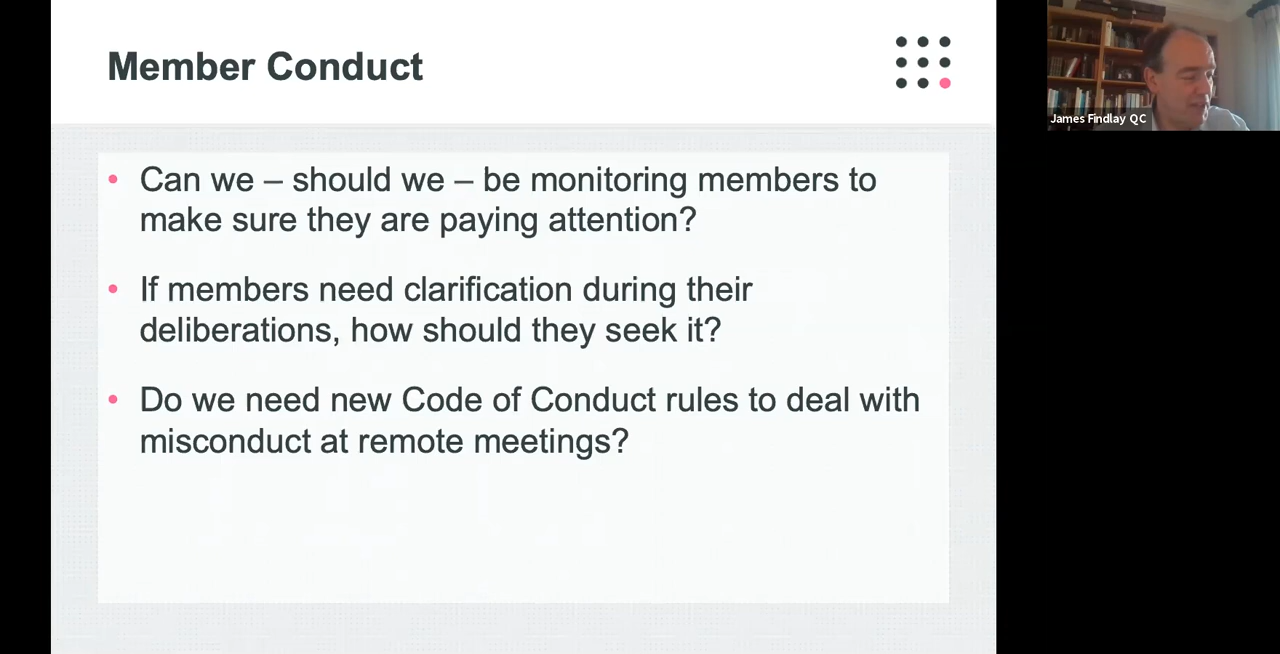 Member Conduct
James Findlay QC
• Can we – should we – be monitoring members to
make sure they are paying attention?
• If members need clarification during their
deliberations, how should they seek it?
• Do we need new Code of Conduct rules to deal with
misconduct at remote meetings?